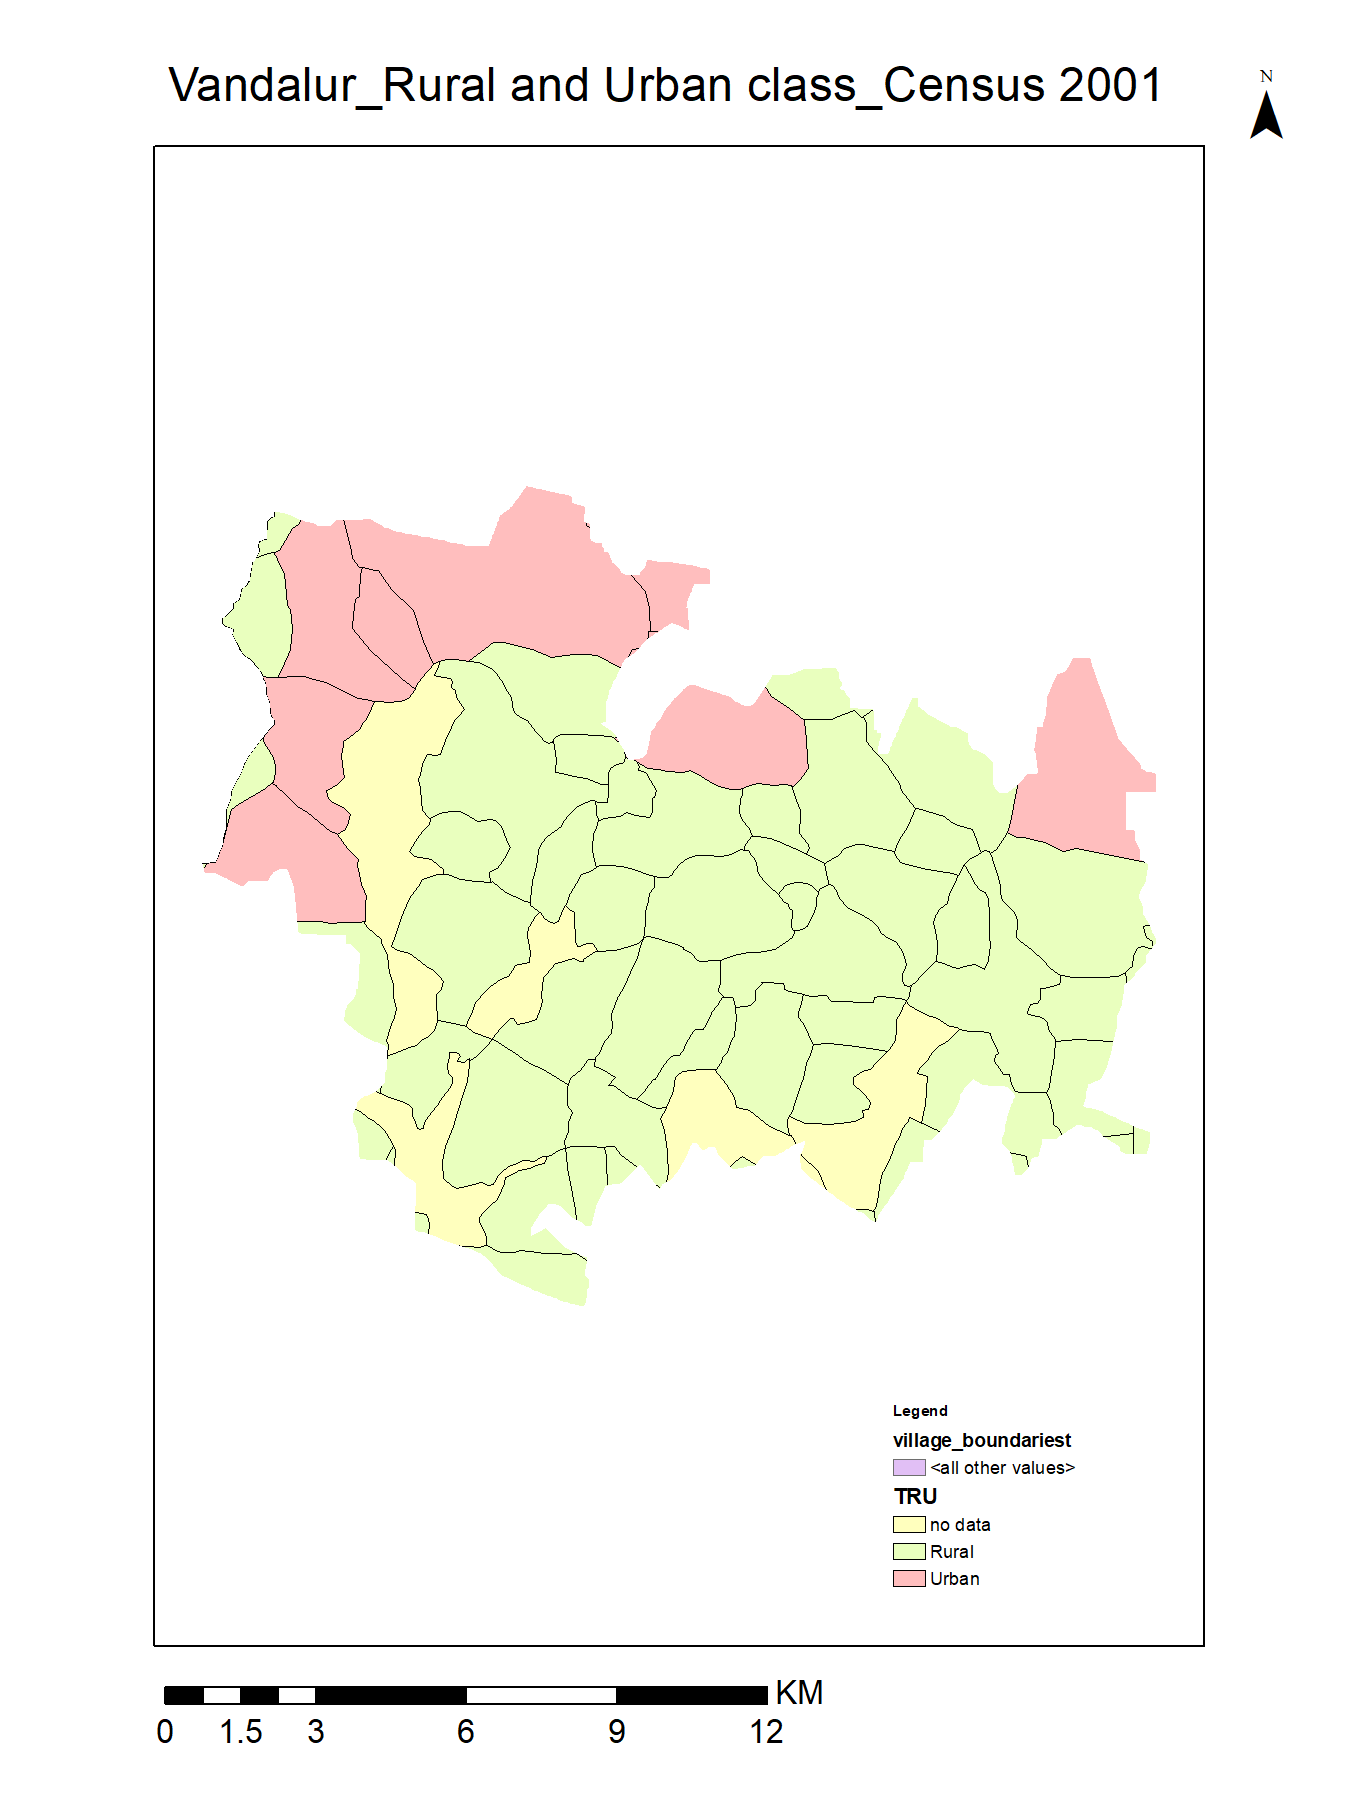 Vandalur_Rural and Urban class_Census 2001
N
Legend
village_boundariest
<all other values>
TRU
no data
Rural
Urban
KM
0 1.5 3 6 9 12